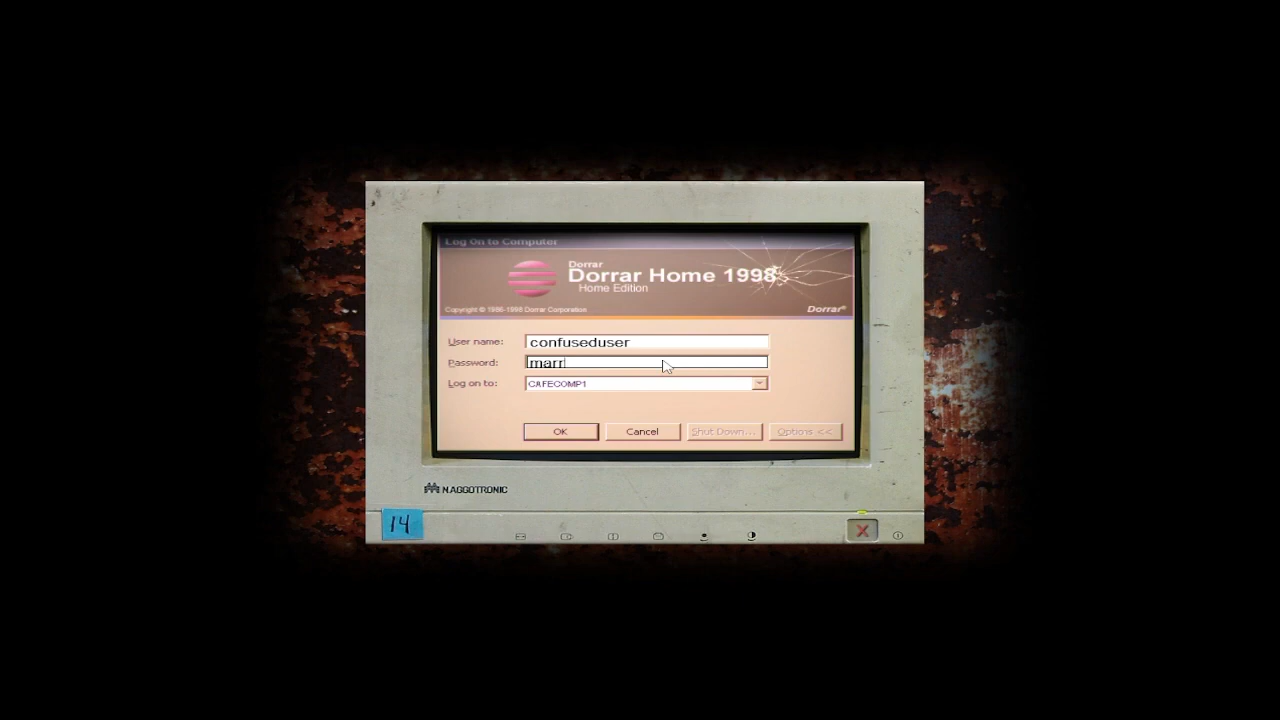 Log On to Computer
Dorrar
Dorrar Home 1998
Home Edition
Copyright © 1986-1998 Dorrar Corporation
Dorrar®
User name: confuseduser
Password: marr
Log on to: CAFECOMP1
OK Cancel Shut Down... Options <<
MAGGOTRONIC
14
X